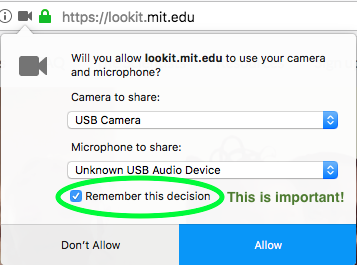 https://lookit.mit.edu
Will you allow lookit.mit.edu to use your camera
and microphone?
Camera to share:
USB Camera
Microphone to share:
Unknown USB Audio Device
Remember this decision This is important!
Don't Allow Allow